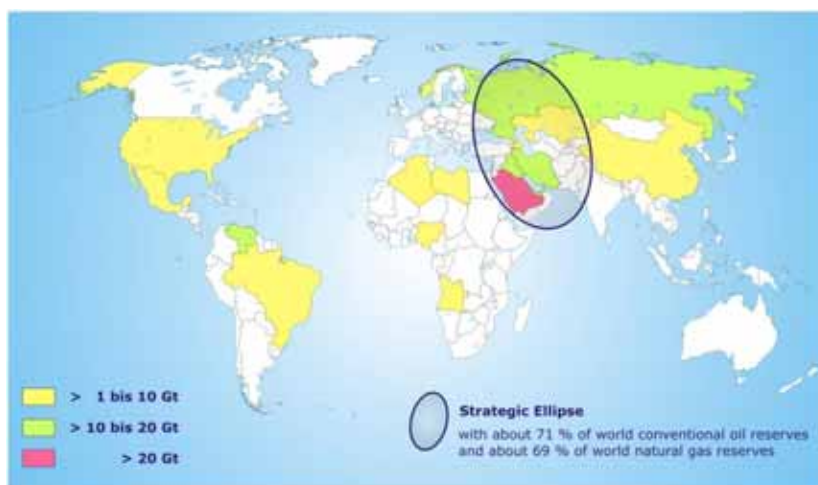 > 1 bis 10 Gt
> 10 bis 20 Gt
> 20 Gt
Strategic Ellipse
with about 71 % of world conventional oil reserves
and about 69 % of world natural gas reserves